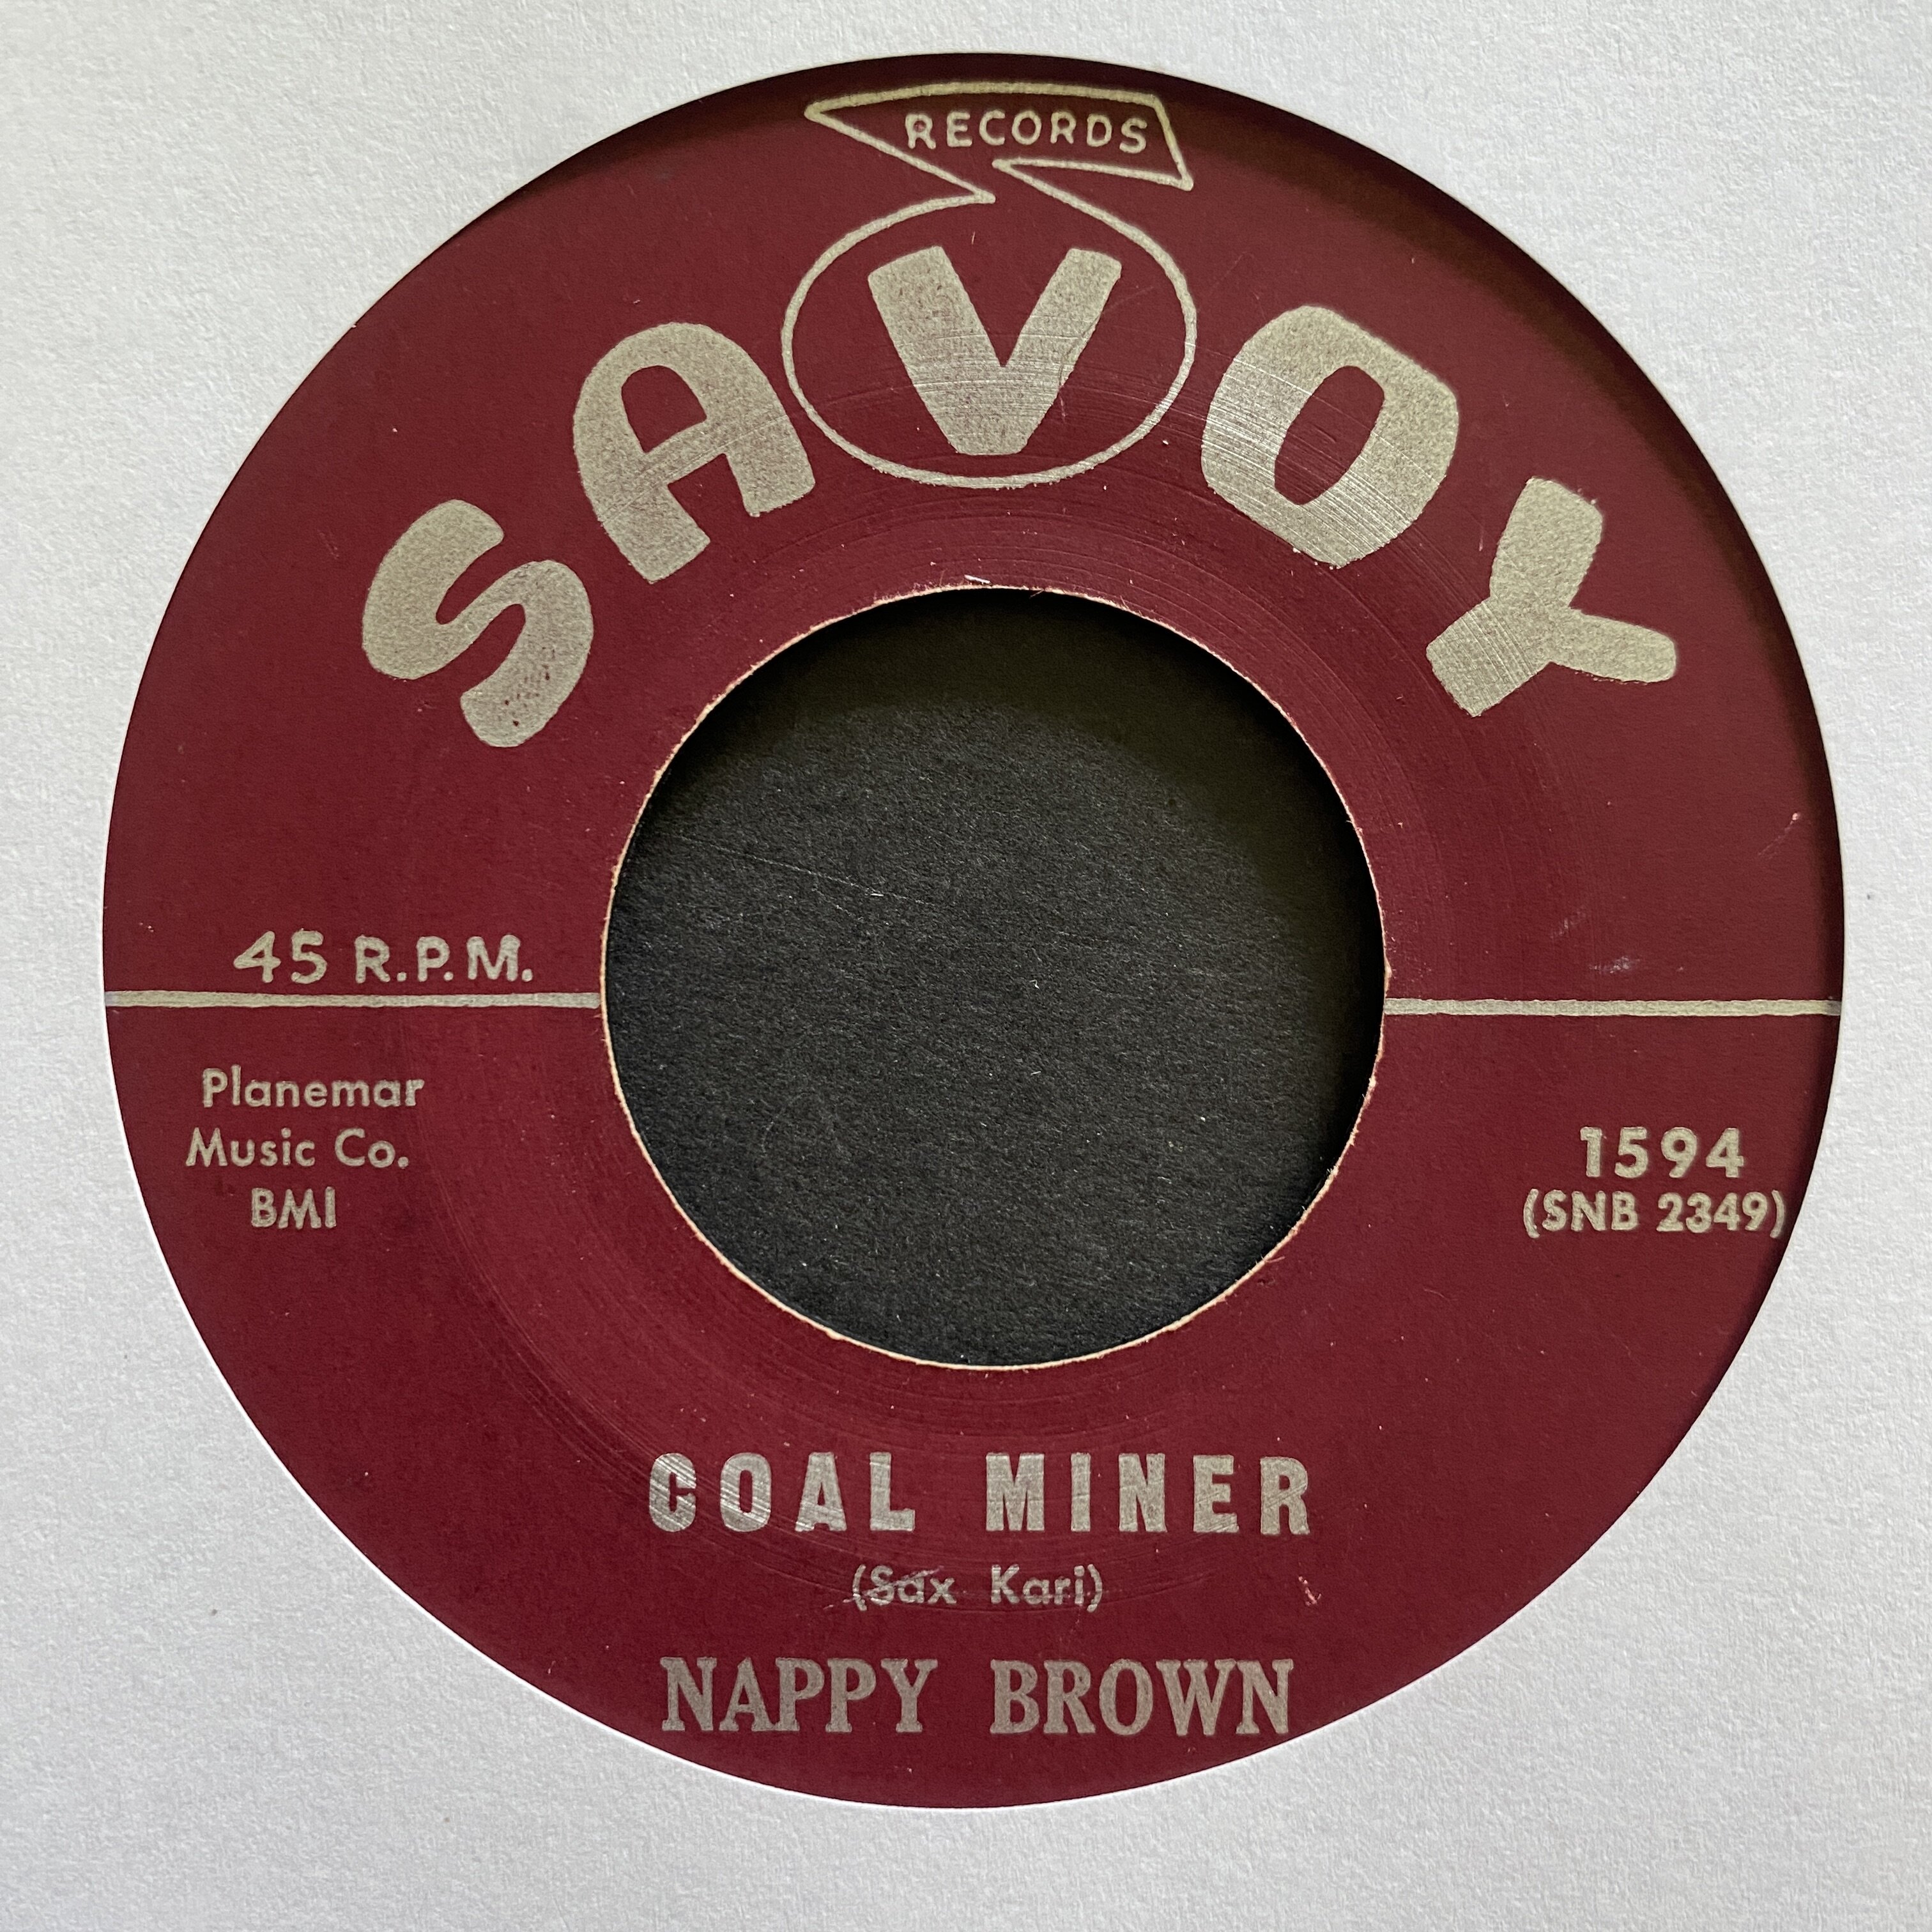 RECORDS
SAVOY
45 R.P.M.
Planemar
Music Co.
BMI
1594
(SNB 2349)
COAL MINER
(Sax Kari)
NAPPY BROWN